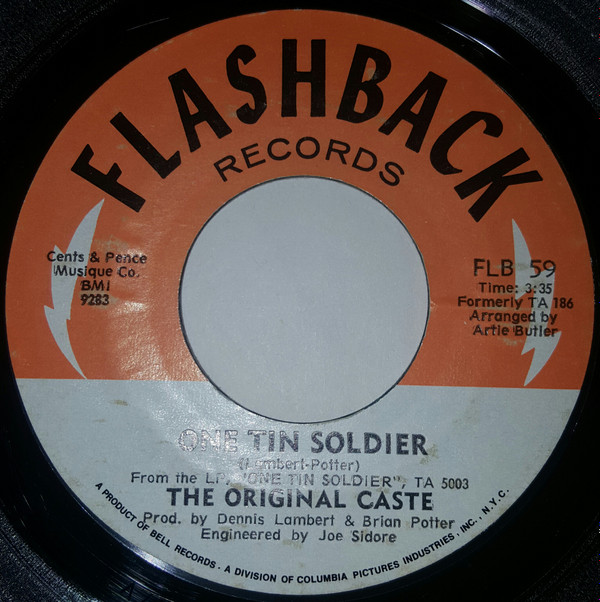 FLASHBACK
RECORDS
Cents & Pence
Musique Co.
BMI
9283
FLB 59
Time: 3:35
Formerly TA 186
Arranged by
Artie Butler
ONE TIN SOLDIER
(Lambert-Potter)
From the L.P. "ONE TIN SOLDIER", TA 5003
THE ORIGINAL CASTE
Prod. by Dennis Lambert & Brian Potter
Engineered by Joe Sidore
A PRODUCT OF BELL RECORDS. A DIVISION OF COLUMBIA PICTURES INDUSTRIES, INC., N.Y.C.